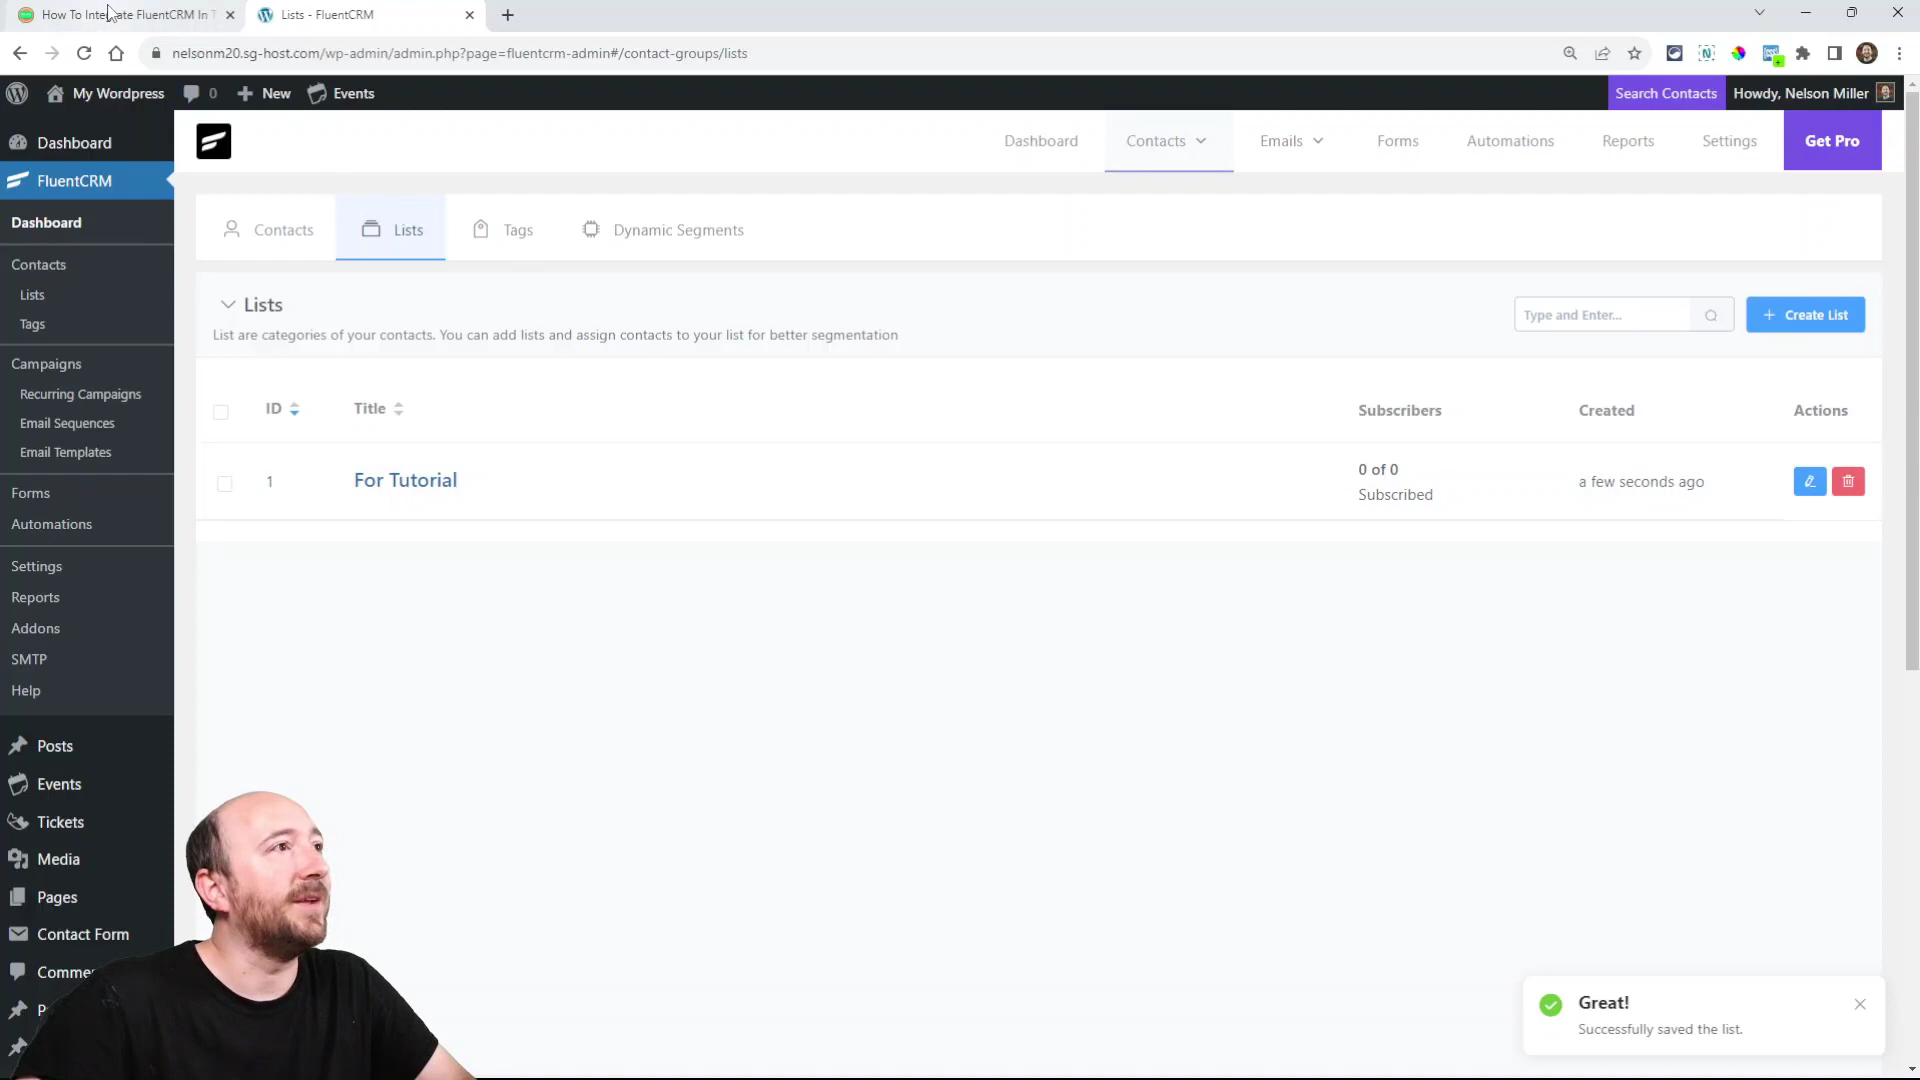 How To Integrate FluentCRM In T
Lists - FluentCRM
nelsonm20.sg-host.com/wp-admin/admin.php?page=fluentcrm-admin#/contact-groups/lists
My Wordpress
0
New
Events
Search Contacts
Howdy, Nelson Miller
Dashboard
FluentCRM
Dashboard
Contacts
Lists
Tags
Campaigns
Recurring Campaigns
Email Sequences
Email Templates
Forms
Automations
Settings
Reports
Addons
SMTP
Help
Posts
Events
Tickets
Media
Pages
Contact Form
Comme
P
Dashboard
Contacts
Emails
Forms
Automations
Reports
Settings
Get Pro
Contacts
Lists
Tags
Dynamic Segments
Lists
List are categories of your contacts. You can add lists and assign contacts to your list for better segmentation
Type and Enter...
+ Create List
ID
Title
Subscribers
Created
Actions
1
For Tutorial
0 of 0
Subscribed
a few seconds ago
Great!
Successfully saved the list.